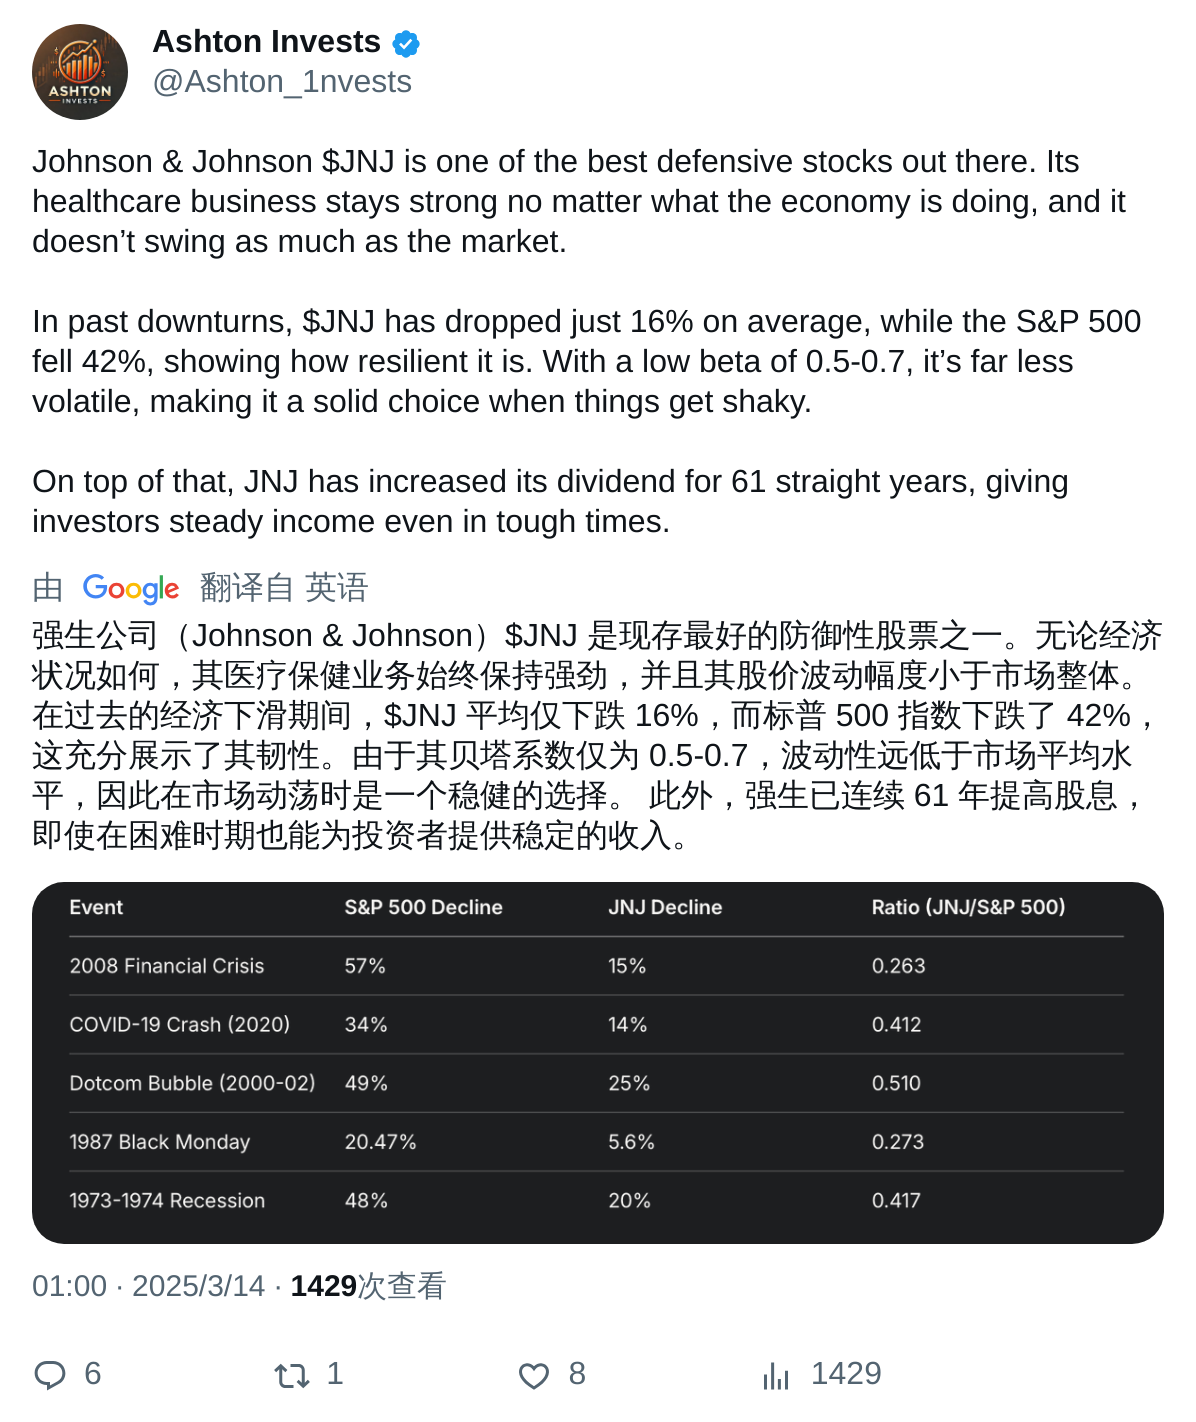 ASHTON
INVESTS
Ashton Invests
@Ashton_1nvests
Johnson & Johnson $JNJ is one of the best defensive stocks out there. Its
healthcare business stays strong no matter what the economy is doing, and it
doesn’t swing as much as the market.
In past downturns, $JNJ has dropped just 16% on average, while the S&P 500
fell 42%, showing how resilient it is. With a low beta of 0.5-0.7, it’s far less
volatile, making it a solid choice when things get shaky.
On top of that, JNJ has increased its dividend for 61 straight years, giving
investors steady income even in tough times.
由 Google 翻译自 英语
强生公司（Johnson & Johnson）$JNJ 是现存最好的防御性股票之一。无论经济
状况如何，其医疗保健业务始终保持强劲，并且其股价波动幅度小于市场整体。
在过去的经济下滑期间，$JNJ 平均仅下跌 16%，而标普 500 指数下跌了 42%，
这充分展示了其韧性。由于其贝塔系数仅为 0.5-0.7，波动性远低于市场平均水
平，因此在市场动荡时是一个稳健的选择。 此外，强生已连续 61 年提高股息，
即使在困难时期也能为投资者提供稳定的收入。
Event S&P 500 Decline JNJ Decline Ratio (JNJ/S&P 500)
2008 Financial Crisis 57% 15% 0.263
COVID-19 Crash (2020) 34% 14% 0.412
Dotcom Bubble (2000-02) 49% 25% 0.510
1987 Black Monday 20.47% 5.6% 0.273
1973-1974 Recession 48% 20% 0.417
01:00 · 2025/3/14 · 1429次查看
6 1 8 1429